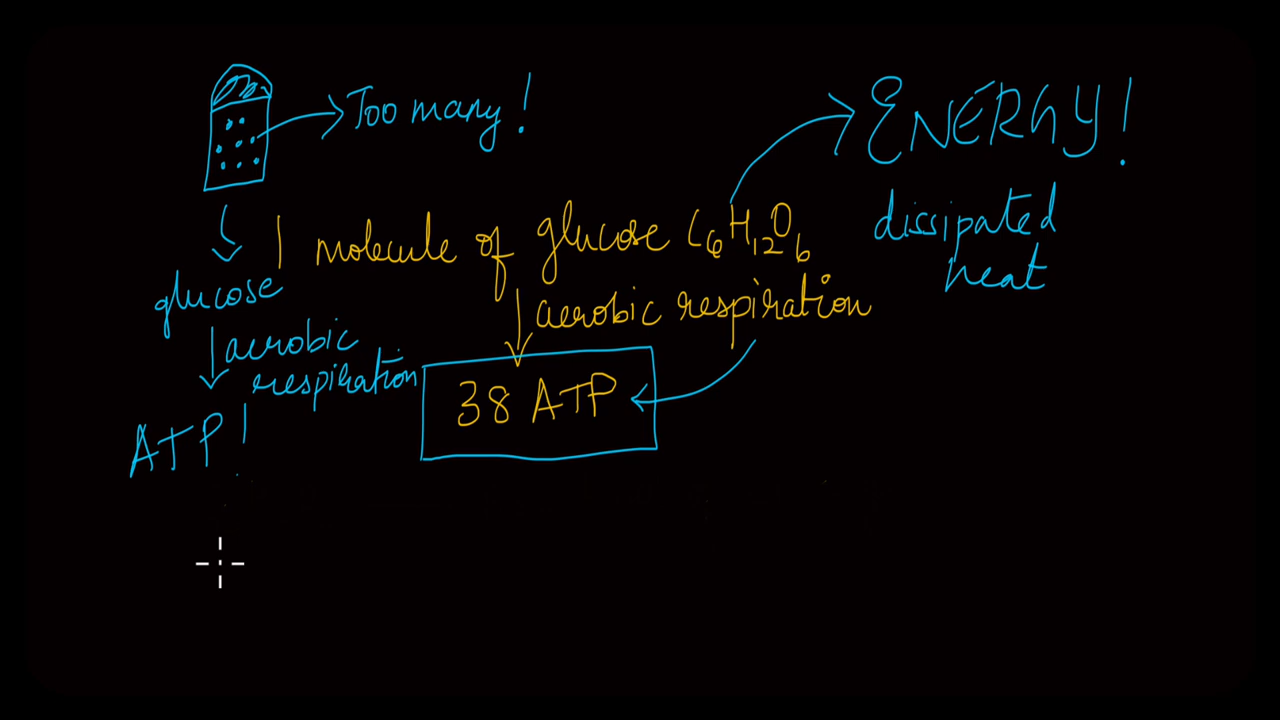 Too many!
ENERGY!
dissipated
heat
1 molecule of glucose C6H12O6
glucose
aerobic respiration
aerobic
respiration
38 ATP
ATP!